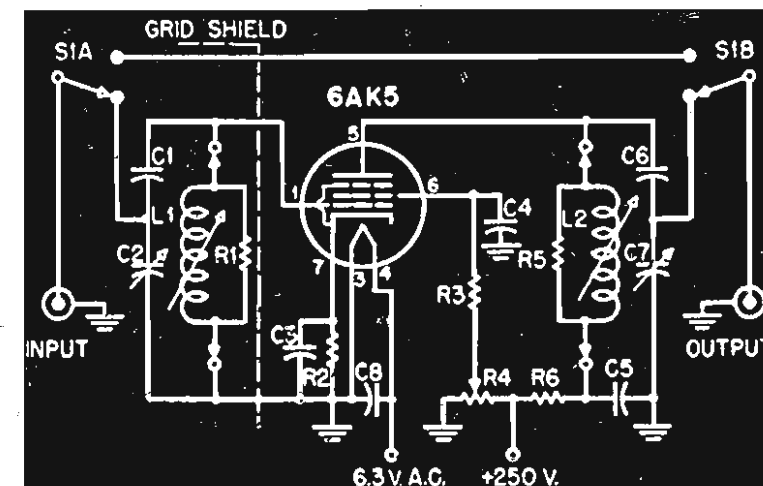 GRID SHIELD
S1A
S1B
6AK5
5
C1
C6
1
6
L1
C4
L2
C2
R1
R5
C7
7
3
4
R3
INPUT
C3
R2
C8
R4
R6
C5
OUTPUT
6.3 V. A.C.
+250 V.